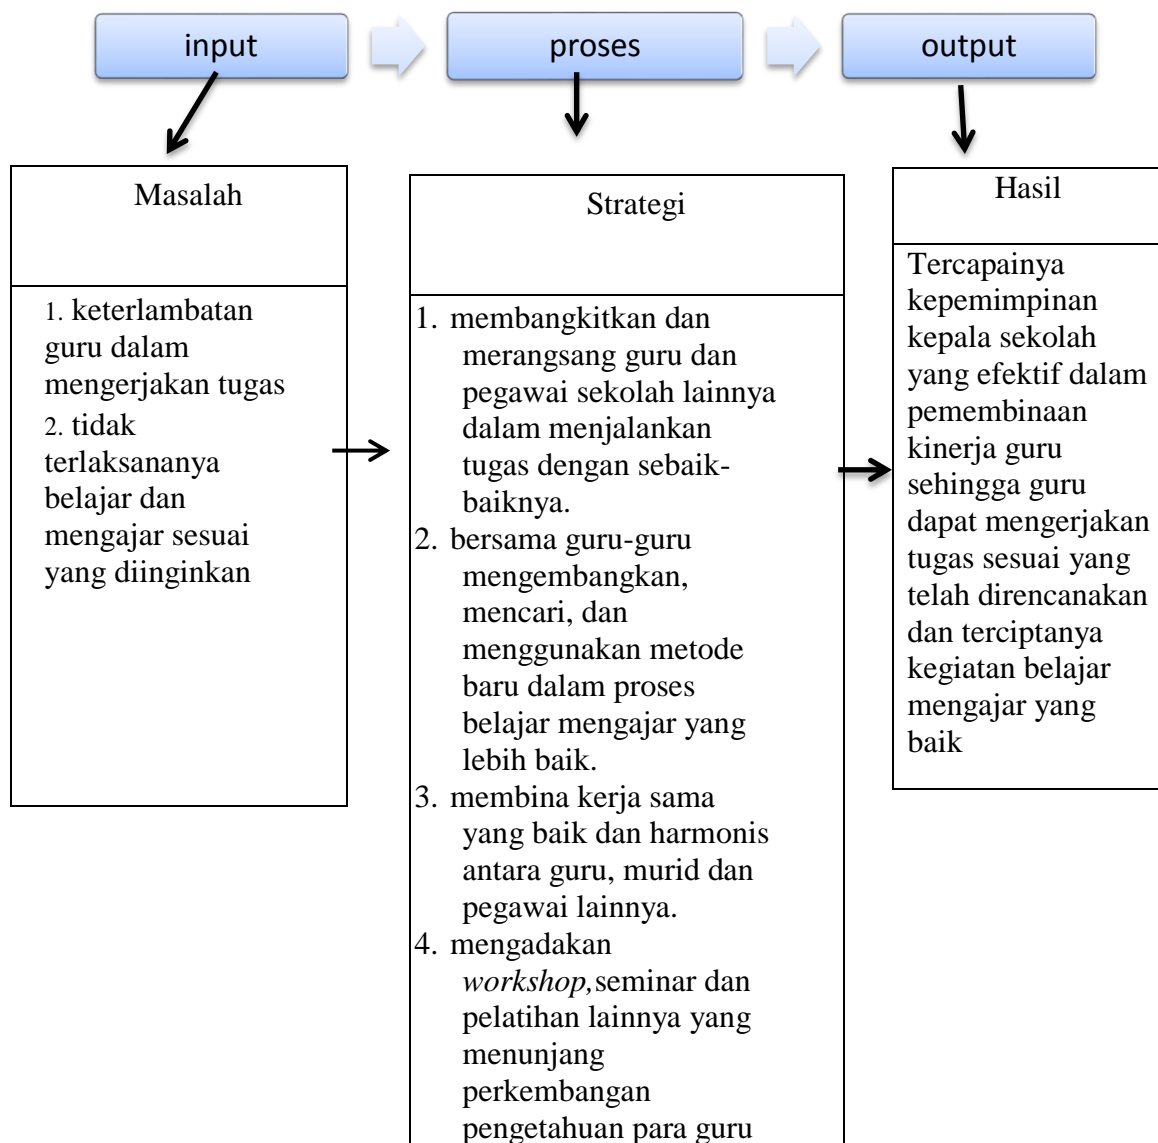 input
proses
output
Masalah
1. keterlambatan
guru dalam
mengerjakan tugas
2. tidak
terlaksananya
belajar dan
mengajar sesuai
yang diinginkan
Strategi
1. membangkitkan dan
merangsang guru dan
pegawai sekolah lainnya
dalam menjalankan
tugas dengan sebaik-
baiknya.
2. bersama guru-guru
mengembangkan,
mencari, dan
menggunakan metode
baru dalam proses
belajar mengajar yang
lebih baik.
3. membina kerja sama
yang baik dan harmonis
antara guru, murid dan
pegawai lainnya.
4. mengadakan
workshop,seminar dan
pelatihan lainnya yang
menunjang
perkembangan
pengetahuan para guru
Hasil
Tercapainya
kepemimpinan
kepala sekolah
yang efektif dalam
pemembinaan
kinerja guru
sehingga guru
dapat mengerjakan
tugas sesuai yang
telah direncanakan
dan terciptanya
kegiatan belajar
mengajar yang
baik